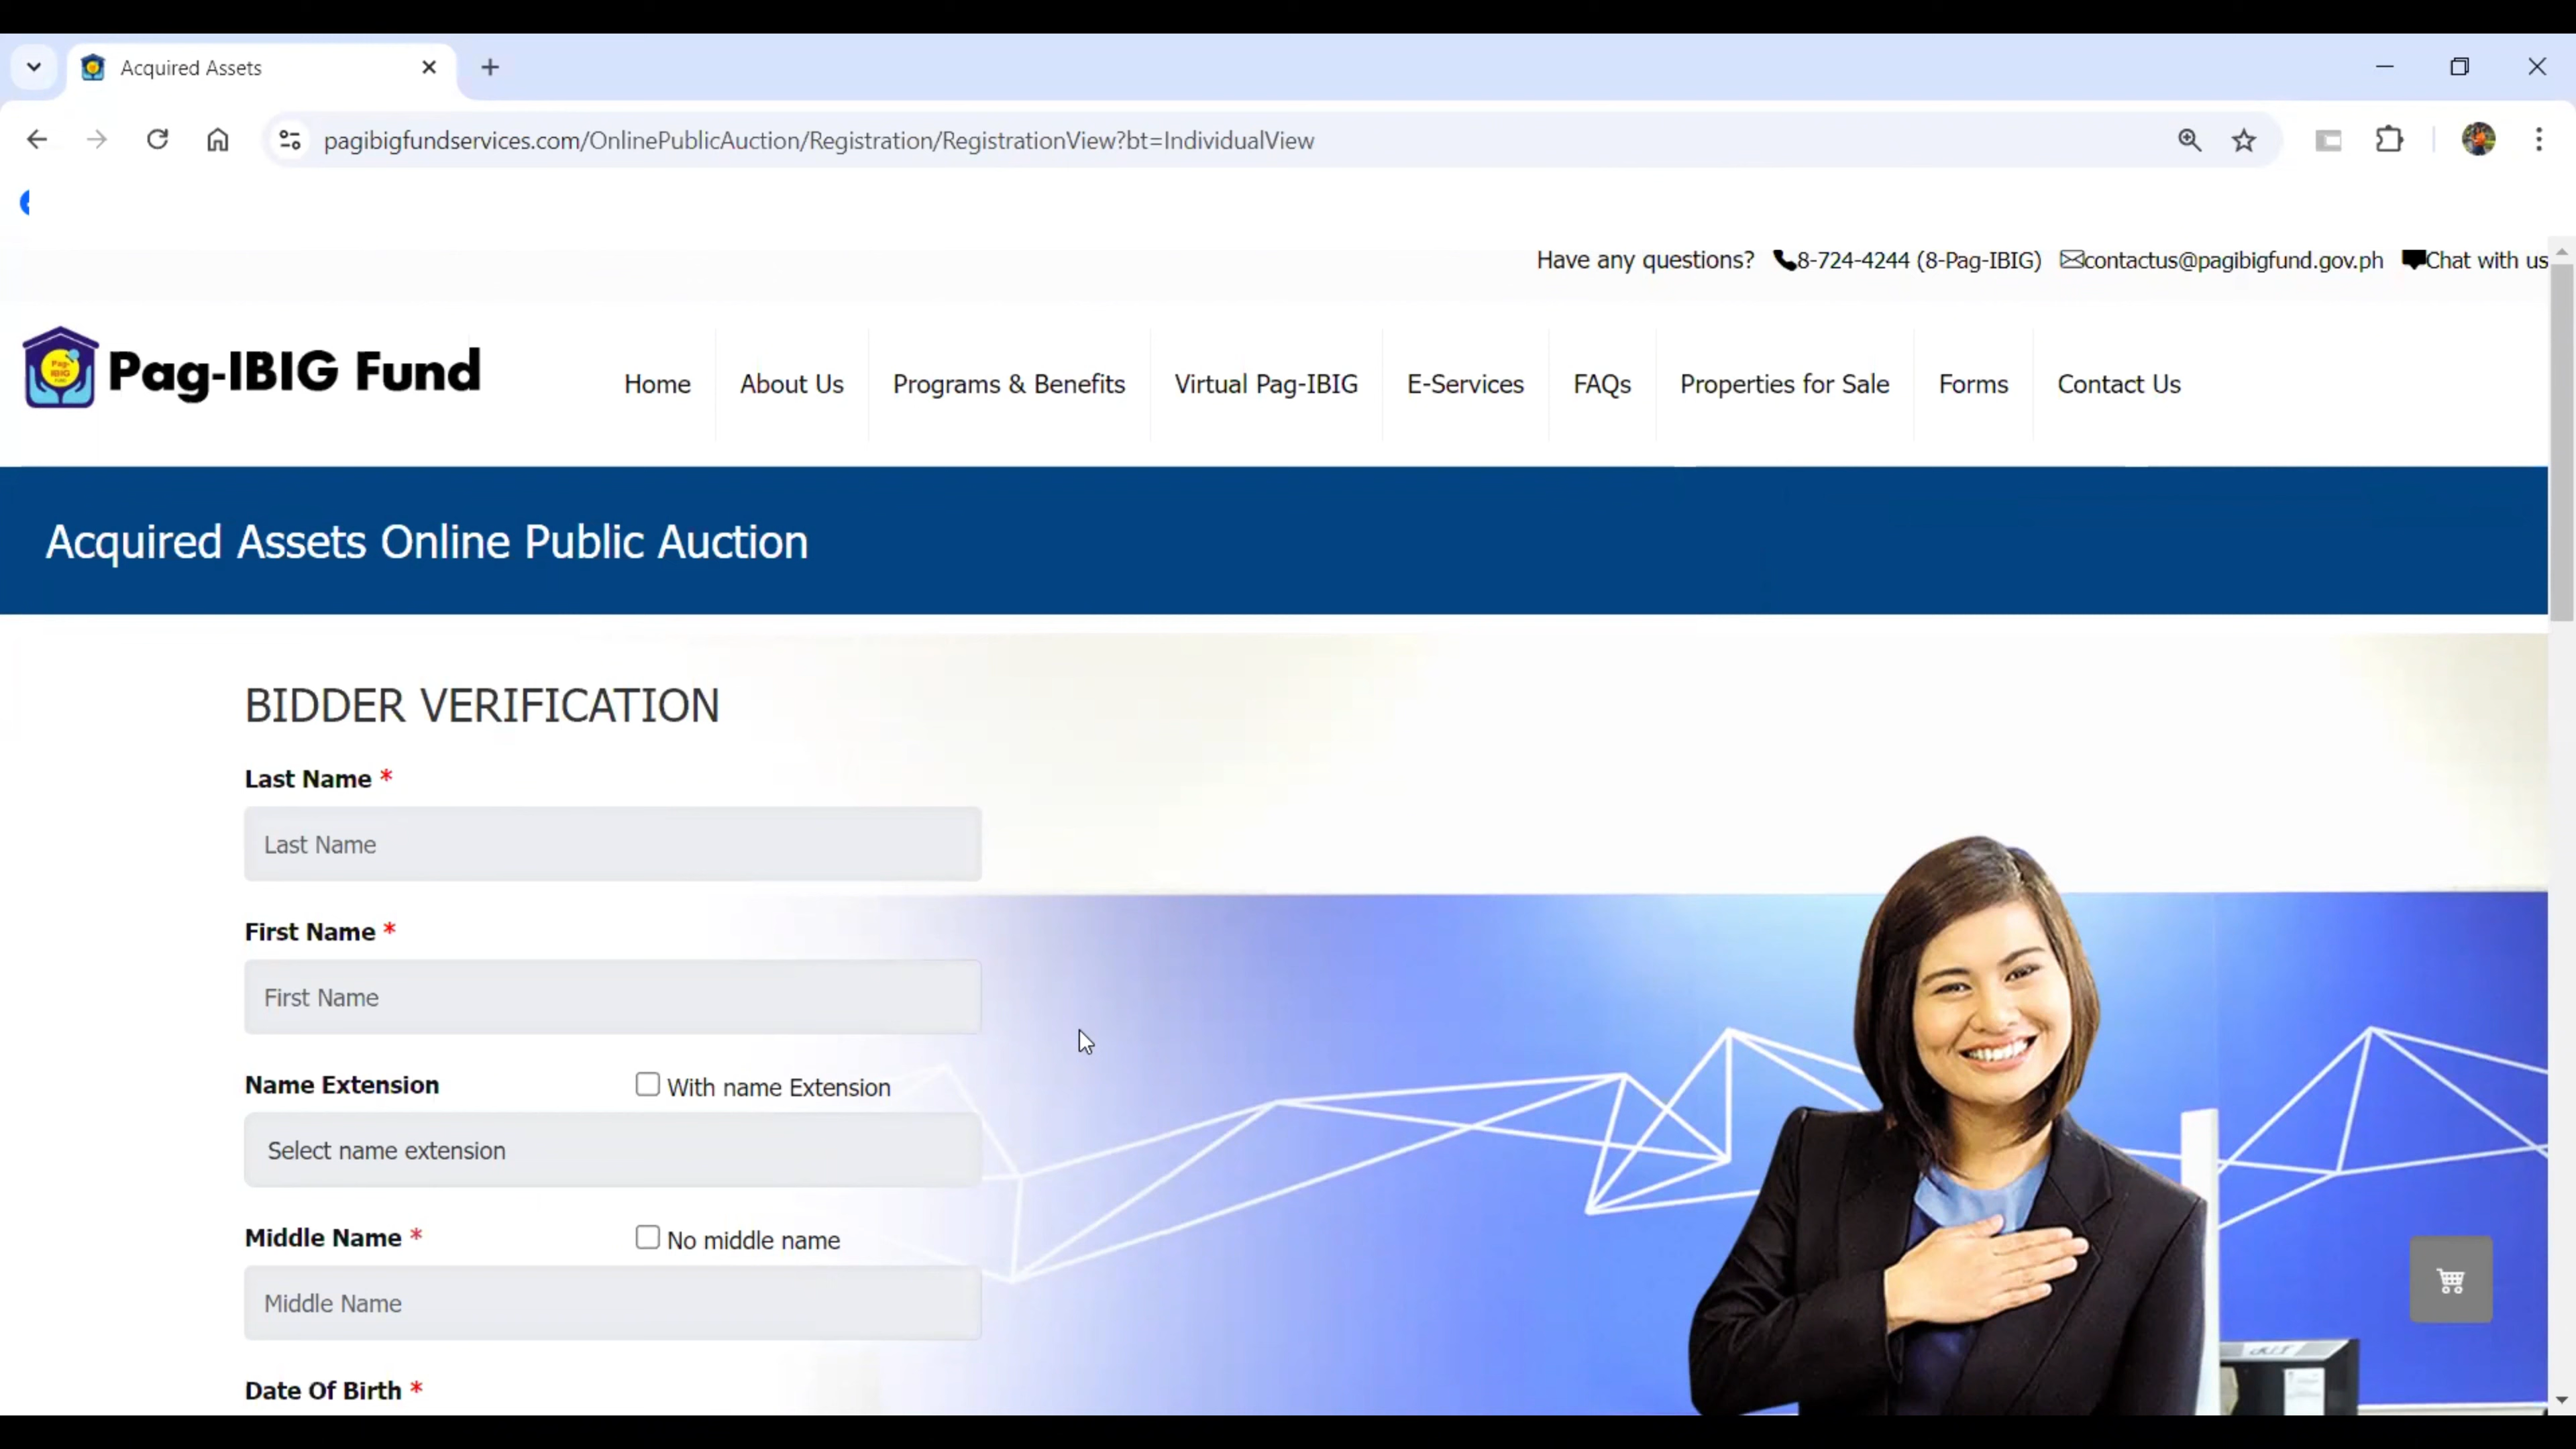 Acquired Assets
pagibigfundservices.com/OnlinePublicAuction/Registration/RegistrationView?bt=IndividualView
Have any questions? 8-724-4244 (8-Pag-IBIG) contactus@pagibigfund.gov.ph Chat with us
Pag-IBIG Fund
Home About Us Programs & Benefits Virtual Pag-IBIG E-Services FAQs Properties for Sale Forms Contact Us
Acquired Assets Online Public Auction
BIDDER VERIFICATION
Last Name *
Last Name
First Name *
First Name
Name Extension With name Extension
Select name extension
Middle Name * No middle name
Middle Name
Date Of Birth *